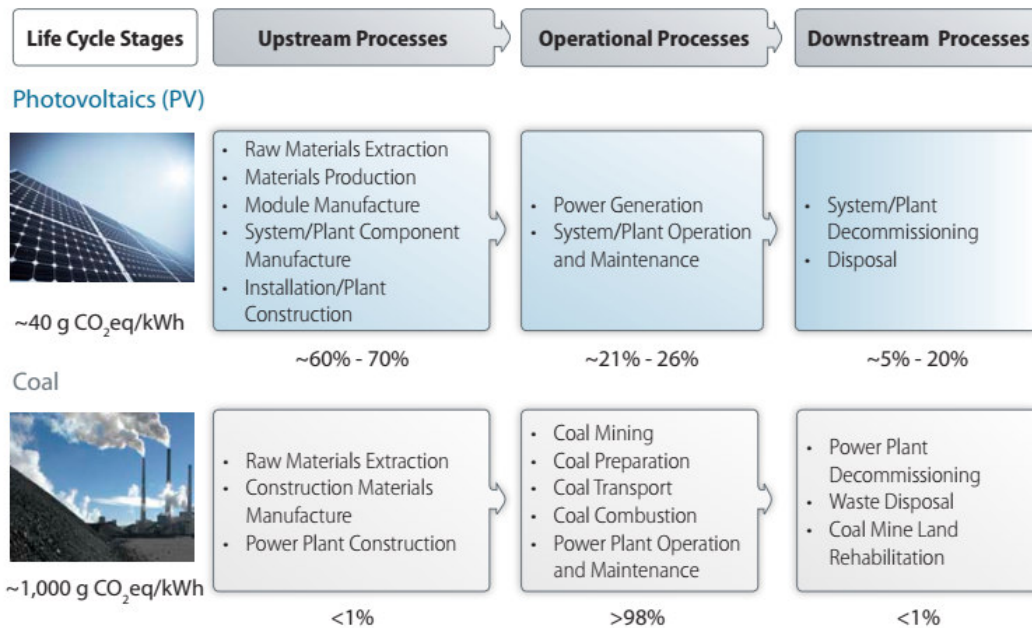 Life Cycle Stages
Upstream Processes
Operational Processes
Downstream Processes
Photovoltaics (PV)
~40 g CO₂eq/kWh
• Raw Materials Extraction
• Materials Production
• Module Manufacture
• System/Plant Component
Manufacture
• Installation/Plant
Construction
~60% - 70%
• Power Generation
• System/Plant Operation
and Maintenance
~21% - 26%
• System/Plant
Decommissioning
• Disposal
~5% - 20%
Coal
~1,000 g CO₂eq/kWh
• Raw Materials Extraction
• Construction Materials
Manufacture
• Power Plant Construction
<1%
• Coal Mining
• Coal Preparation
• Coal Transport
• Coal Combustion
• Power Plant Operation
and Maintenance
>98%
• Power Plant
Decommissioning
• Waste Disposal
• Coal Mine Land
Rehabilitation
<1%